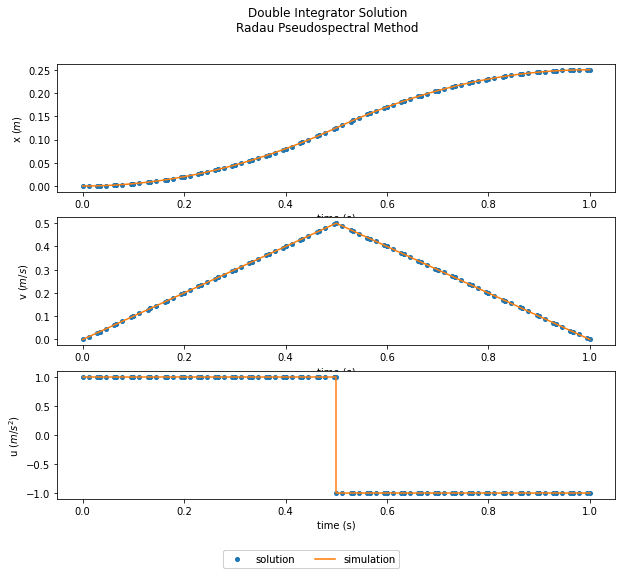 Double Integrator Solution
Radau Pseudospectral Method
x (m)
0.25
0.20
0.15
0.10
0.05
0.00
0.0 0.2 0.4 0.6 0.8 1.0
time (s)
v (m/s)
0.5
0.4
0.3
0.2
0.1
0.0
0.0 0.2 0.4 0.6 0.8 1.0
time (s)
u (m/s²)
1.0
0.5
0.0
−0.5
−1.0
0.0 0.2 0.4 0.6 0.8 1.0
time (s)
solution simulation